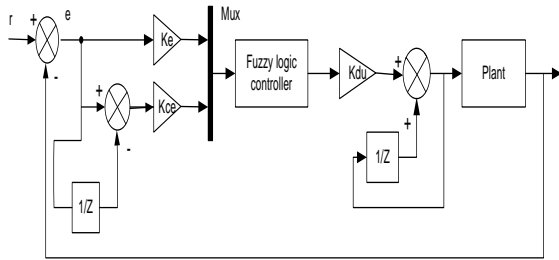 r
+
e
-
Ke
Mux
+
-
Kce
1/Z
Fuzzy logic
controller
Kdu
+
+
1/Z
Plant